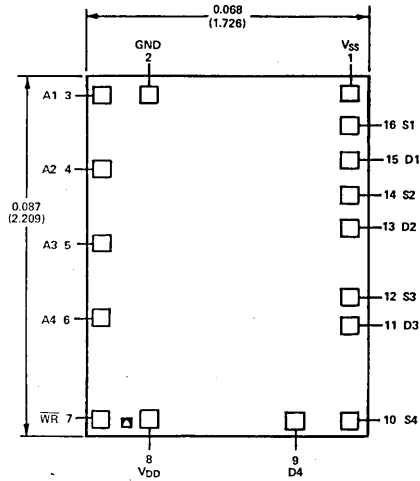 0.068
(1.726)
GND
2
VSS
1
A1 3
16 S1
15 D1
A2 4
14 S2
0.087
(2.209)
13 D2
A3 5
12 S3
A4 6
11 D3
WR 7
10 S4
8
VDD
9
D4